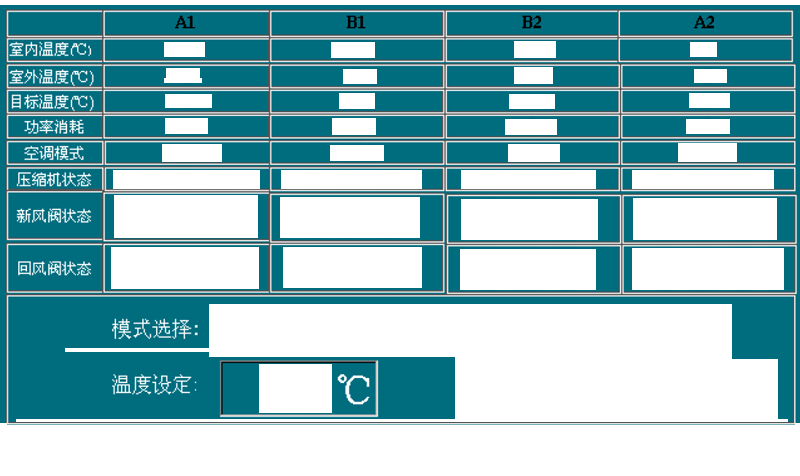 A1 B1 B2 A2
室内温度(℃)
室外温度(℃)
目标温度(℃)
功率消耗
空调模式
压缩机状态
新风阀状态
回风阀状态
模式选择:
温度设定: ℃